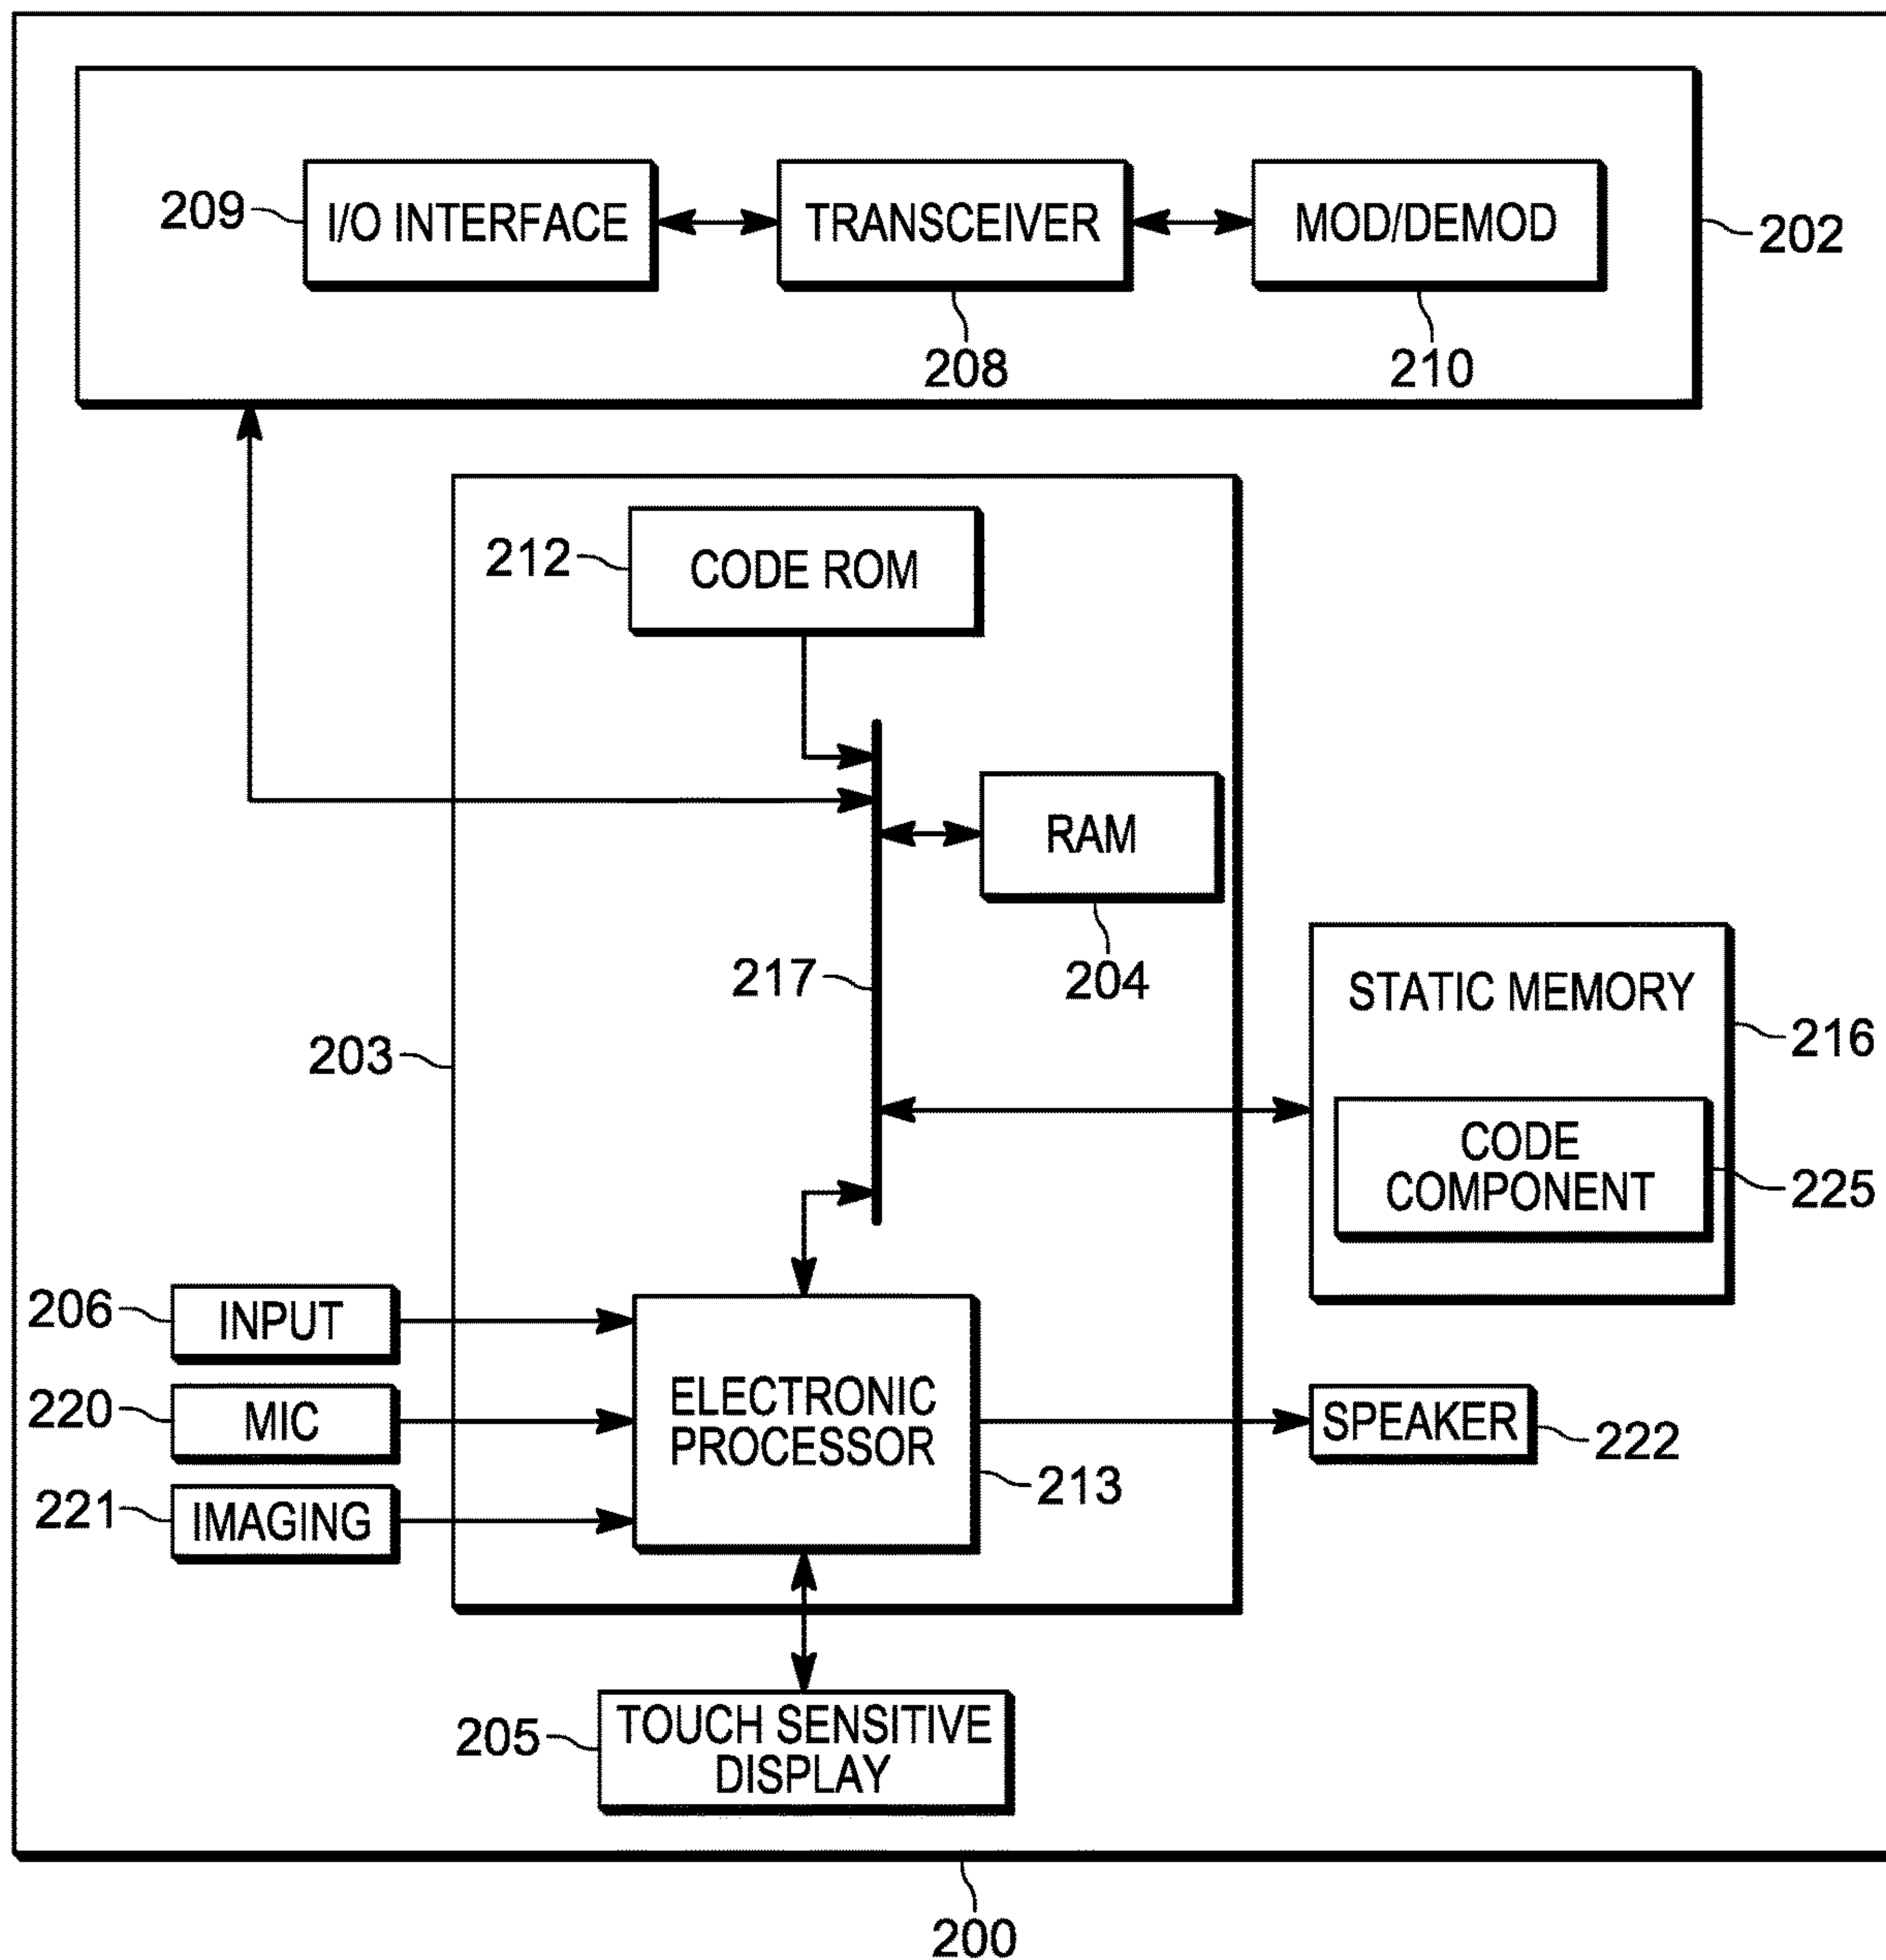 209
I/O INTERFACE
TRANSCEIVER
MOD/DEMOD
202
208
210
212
CODE ROM
RAM
204
217
203
STATIC MEMORY
216
CODE
COMPONENT
225
206
INPUT
220
MIC
221
IMAGING
ELECTRONIC
PROCESSOR
213
SPEAKER
222
205
TOUCH SENSITIVE
DISPLAY
200